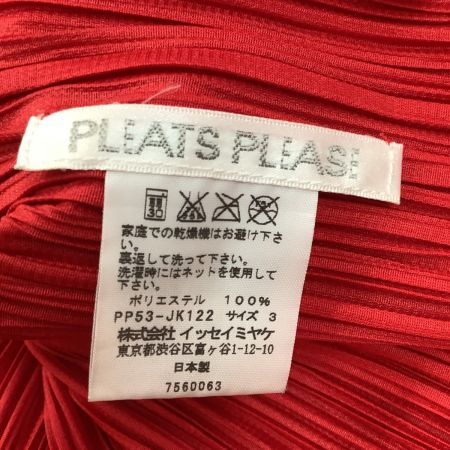 PLEATS PLEASE
30
家庭での乾燥機はお避け下さ
い。
裏返して洗って下さい。
洗濯時にはネットを使用して
下さい。
ポリエステル 100%
PP53-JK122 サイズ 3
株式会社 イッセイミヤケ
東京都渋谷区富ヶ谷1-12-10
日本製
7560063